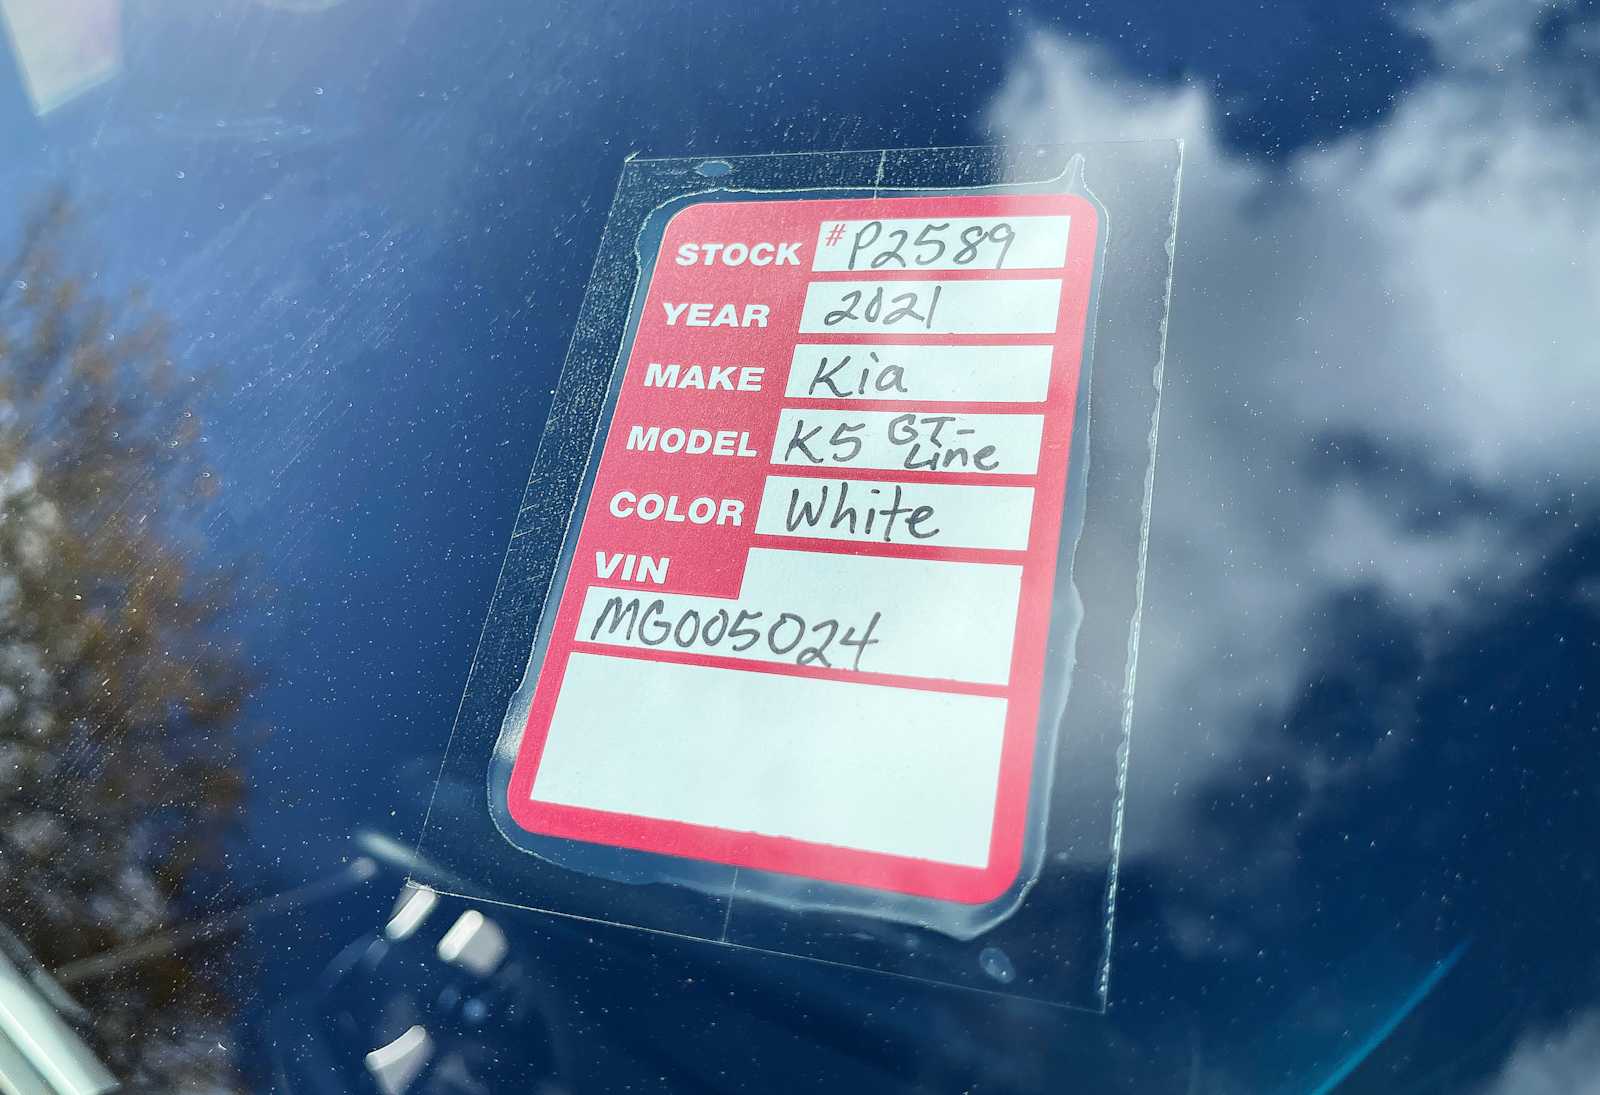 STOCK #P2589
YEAR 2021
MAKE Kia
MODEL K5 GT-
Line
COLOR White
VIN
MG005024